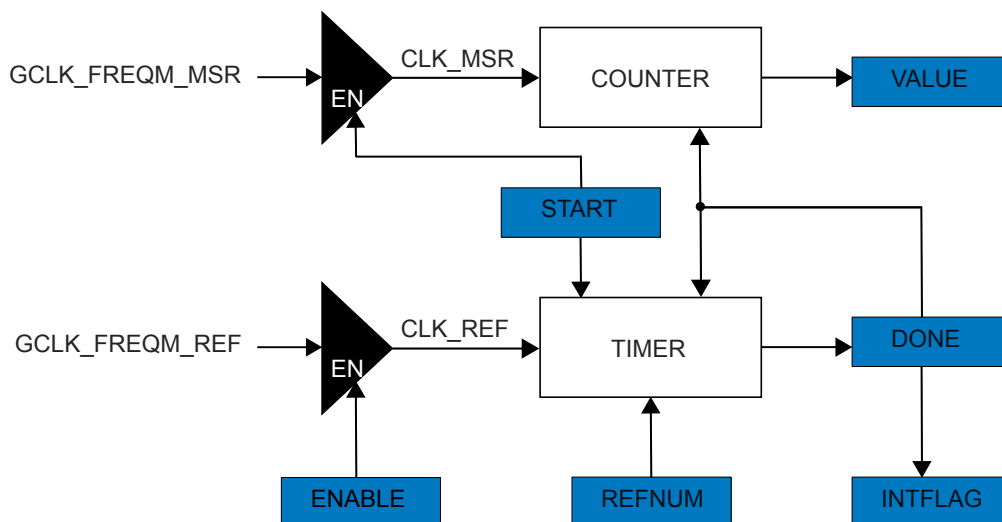 CLK_MSR
GCLK_FREQM_MSR
COUNTER
VALUE
EN
START
CLK_REF
GCLK_FREQM_REF
TIMER
DONE
EN
ENABLE
REFNUM
INTFLAG